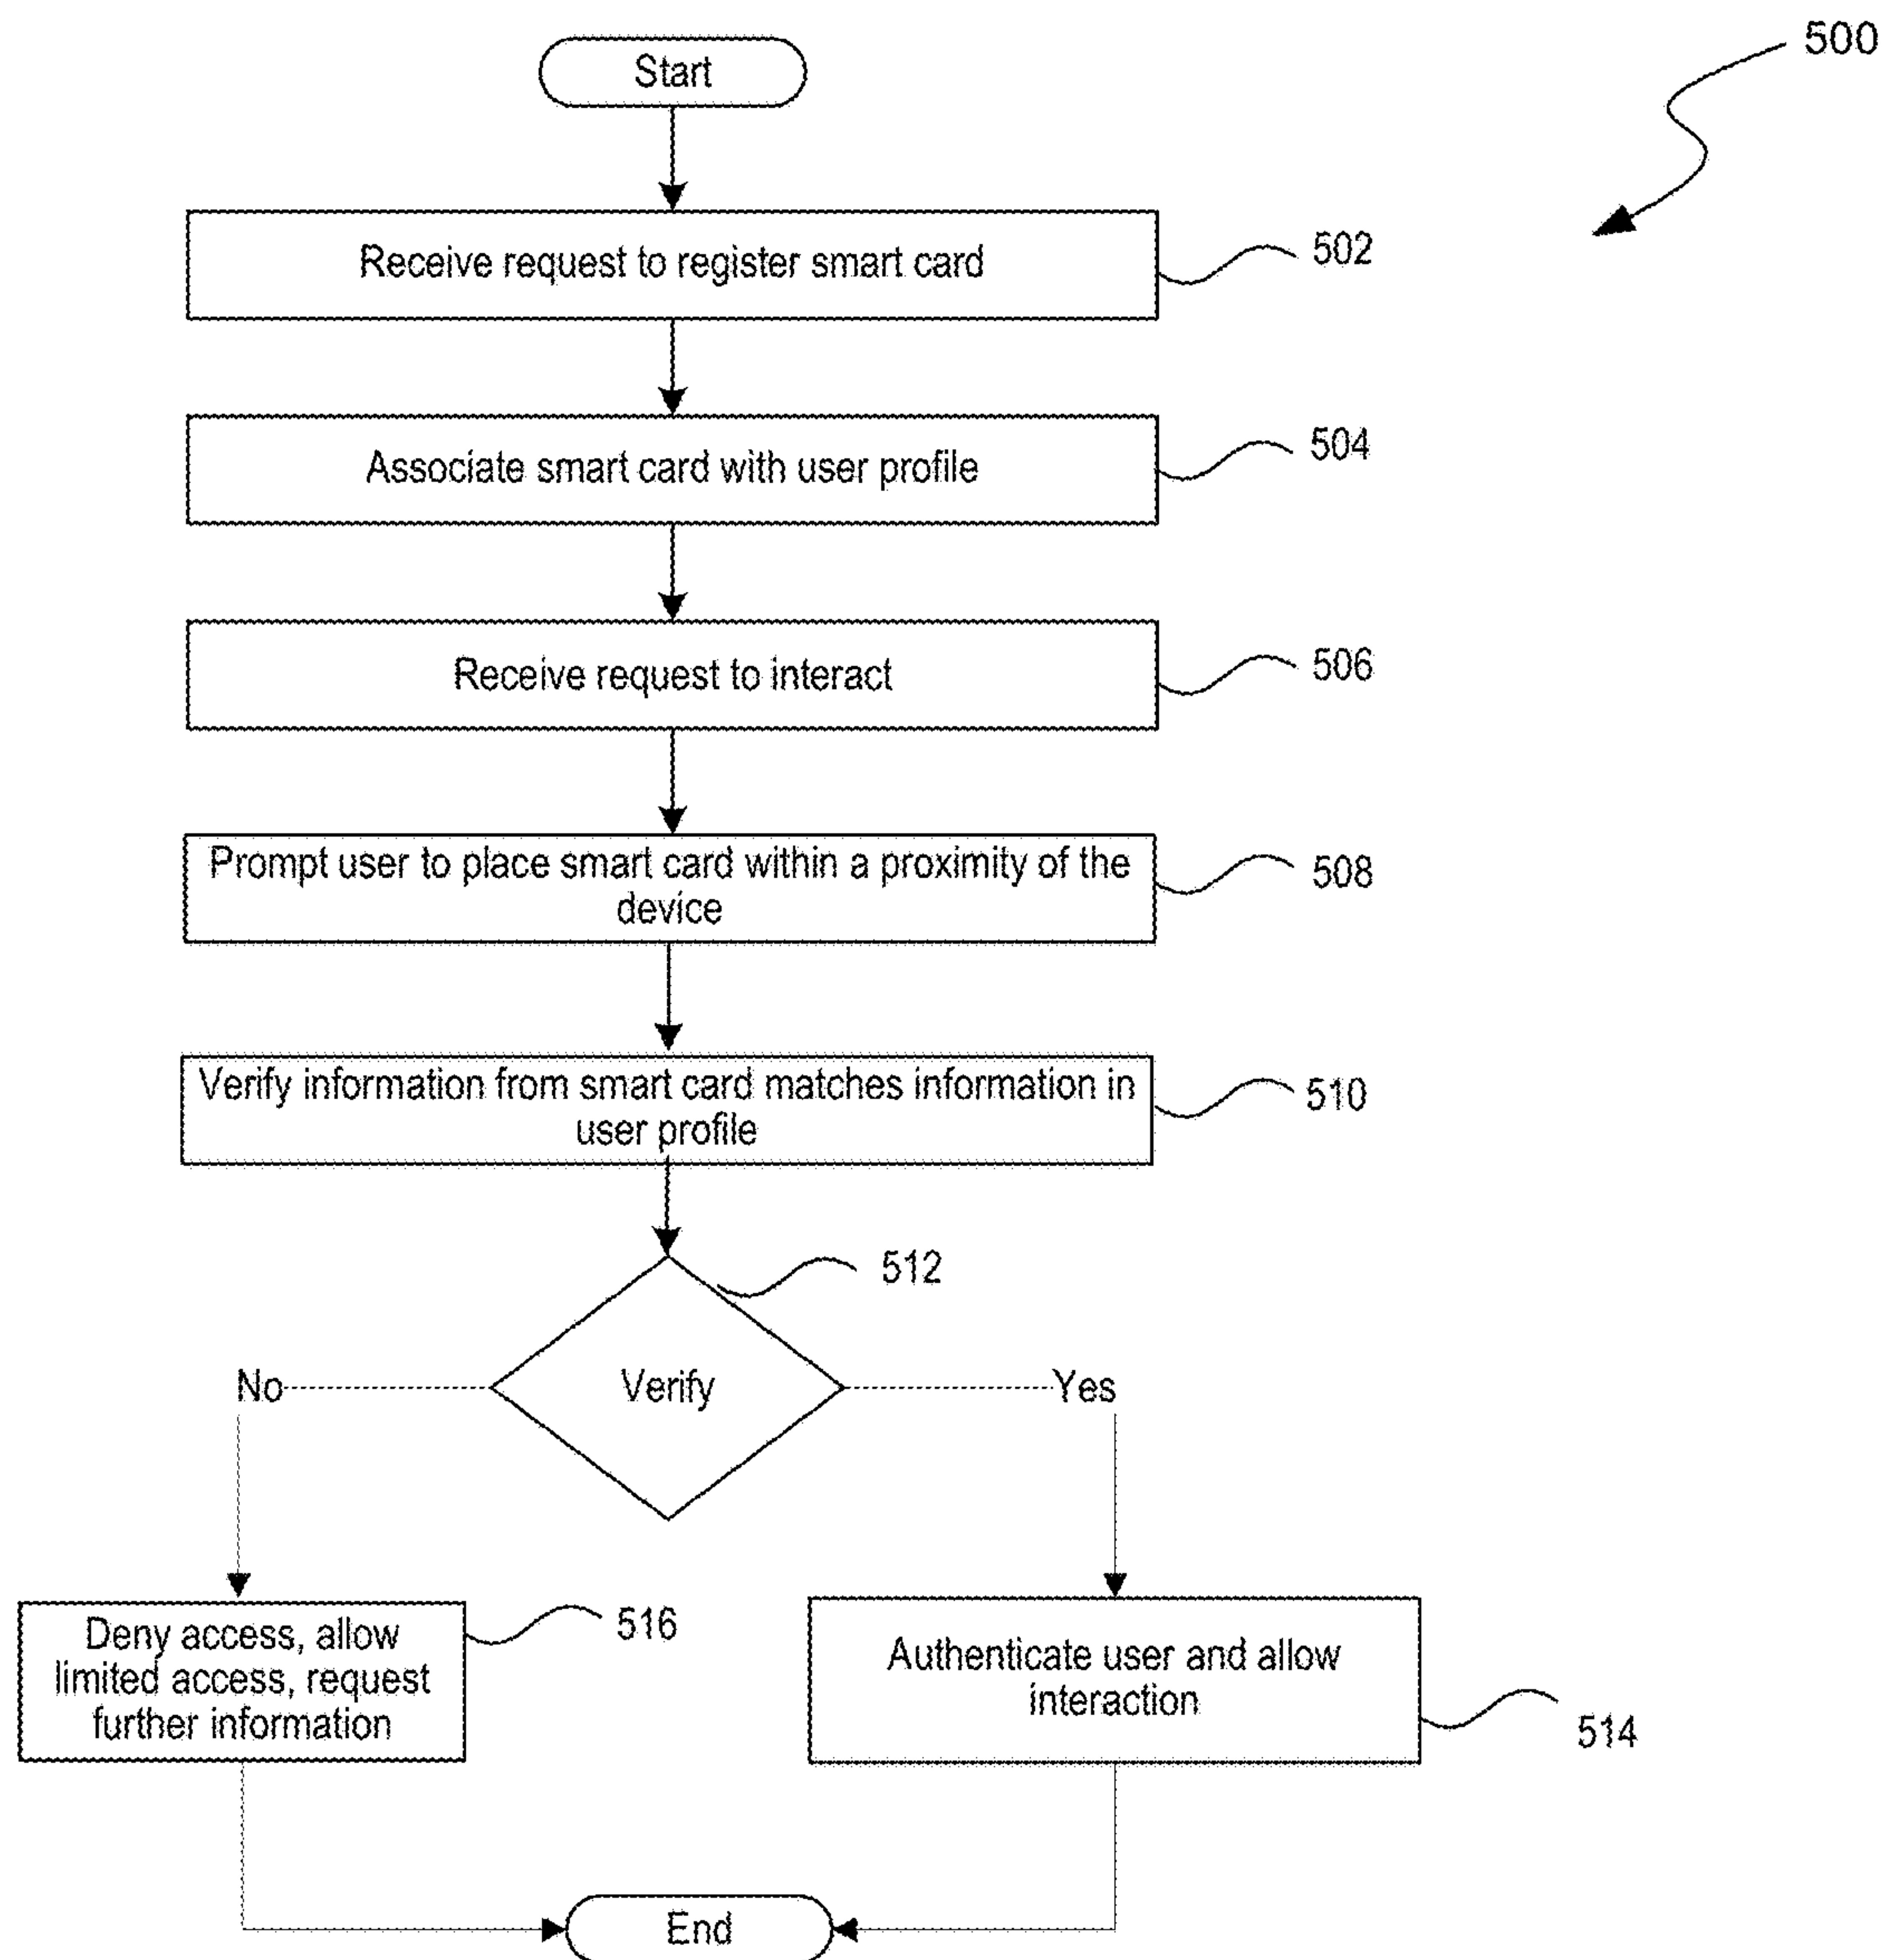 500
Start
Receive request to register smart card
502
Associate smart card with user profile
504
Receive request to interact
506
Prompt user to place smart card within a proximity of the
device
508
Verify information from smart card matches information in
user profile
510
512
No
Verify
Yes
Deny access, allow
limited access, request
further information
516
Authenticate user and allow
interaction
514
End